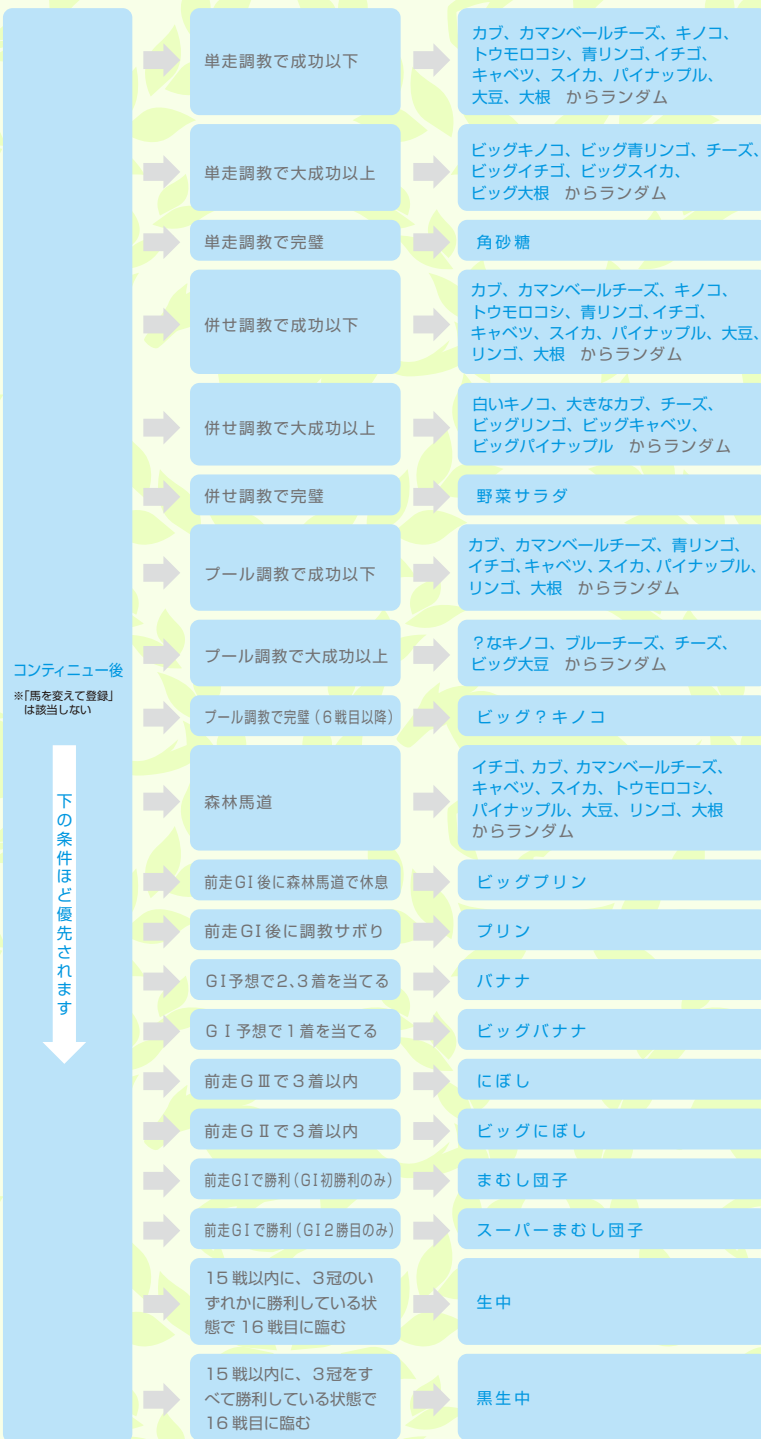 単走調教で成功以下
カブ、カマンベールチーズ、キノコ、
トウモロコシ、青リンゴ、イチゴ、
キャベツ、スイカ、パイナップル、
大豆、大根　からランダム
単走調教で大成功以上
ビッグキノコ、ビッグ青リンゴ、チーズ、
ビッグイチゴ、ビッグスイカ、
ビッグ大根　からランダム
単走調教で完璧
角砂糖
併せ調教で成功以下
カブ、カマンベールチーズ、キノコ、
トウモロコシ、青リンゴ、イチゴ、
キャベツ、スイカ、パイナップル、大豆、
リンゴ、大根　からランダム
併せ調教で大成功以上
白いキノコ、大きなカブ、チーズ、
ビッグリンゴ、ビッグキャベツ、
ビッグパイナップル　からランダム
併せ調教で完璧
野菜サラダ
プール調教で成功以下
カブ、カマンベールチーズ、青リンゴ、
イチゴ、キャベツ、スイカ、パイナップル、
リンゴ、大根　からランダム
コンティニュー後
※「馬を変えて登録」
は該当しない
下の条件ほど優先されます
プール調教で大成功以上
？なキノコ、ブルーチーズ、チーズ、
ビッグ大豆　からランダム
プール調教で完璧（６戦目以降）
ビッグ？キノコ
森林馬道
イチゴ、カブ、カマンベールチーズ、
キャベツ、スイカ、トウモロコシ、
パイナップル、大豆、リンゴ、大根
からランダム
前走GⅠ後に森林馬道で休息
ビッグプリン
前走GⅠ後に調教サボり
プリン
GⅠ予想で2、3着を当てる
バナナ
GⅠ予想で1着を当てる
ビッグバナナ
前走GⅢで3着以内
にぼし
前走GⅡで3着以内
ビッグにぼし
前走GⅠで勝利（GⅠ初勝利のみ）
まむし団子
前走GⅠで勝利（GⅠ2勝目のみ）
スーパーまむし団子
15戦以内に、3冠のい
ずれかに勝利している状
態で16戦目に臨む
生中
15戦以内に、3冠をす
べて勝利している状態で
16戦目に臨む
黒生中